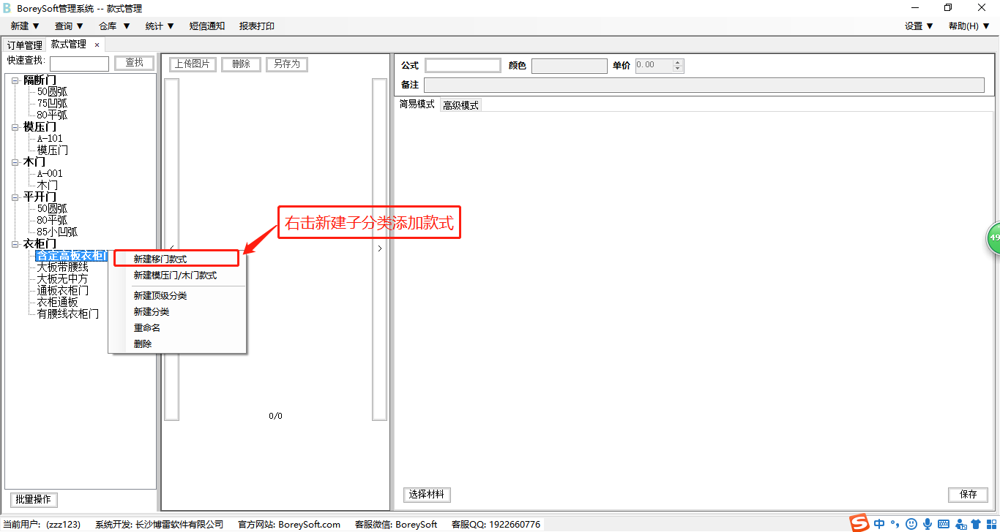 BoreySoft管理系统 -- 款式管理
新建 ▼ 查询 ▼ 仓库 ▼ 统计 ▼ 短信通知 报表打印 设置 ▼ 帮助(H) ▼
订单管理 款式管理 ×
快速查找: 查找
上传图片 删除 另存为
公式 颜色 单价 0.00
备注
简易模式 高级模式
隔断门
50圆弧
75凹弧
80平弧
模压门
A-101
模压门
木门
A-001
木门
平开门
50圆弧
80平弧
85小凹弧
衣柜门
含定高板衣柜门
大板带腰线
大板无中方
通板衣柜门
衣柜通板
有腰线衣柜门
右击新建子分类添加款式
新建移门款式
新建模压门/木门款式
新建顶级分类
新建分类
重命名
删除
0/0
49
选择材料 保存
批量操作
当前用户: (zzz123) 系统开发: 长沙博雷软件有限公司 官方网站: BoreySoft.com 客服微信: BoreySoft 客服QQ: 1922660776
中